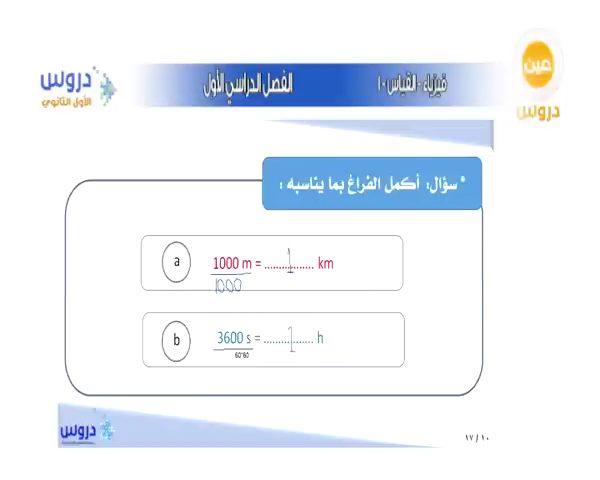 عين
دروس
فيزياء - القياس - ١
الفصل الدراسي الأول
دروس
الأول الثانوي
* سؤال: أكمل الفراغ بما يناسبه :
a 1000 m = ........1......... km
1000
b 3600 s = .........1........ h
60*60
دروس
١٧ / ١٠